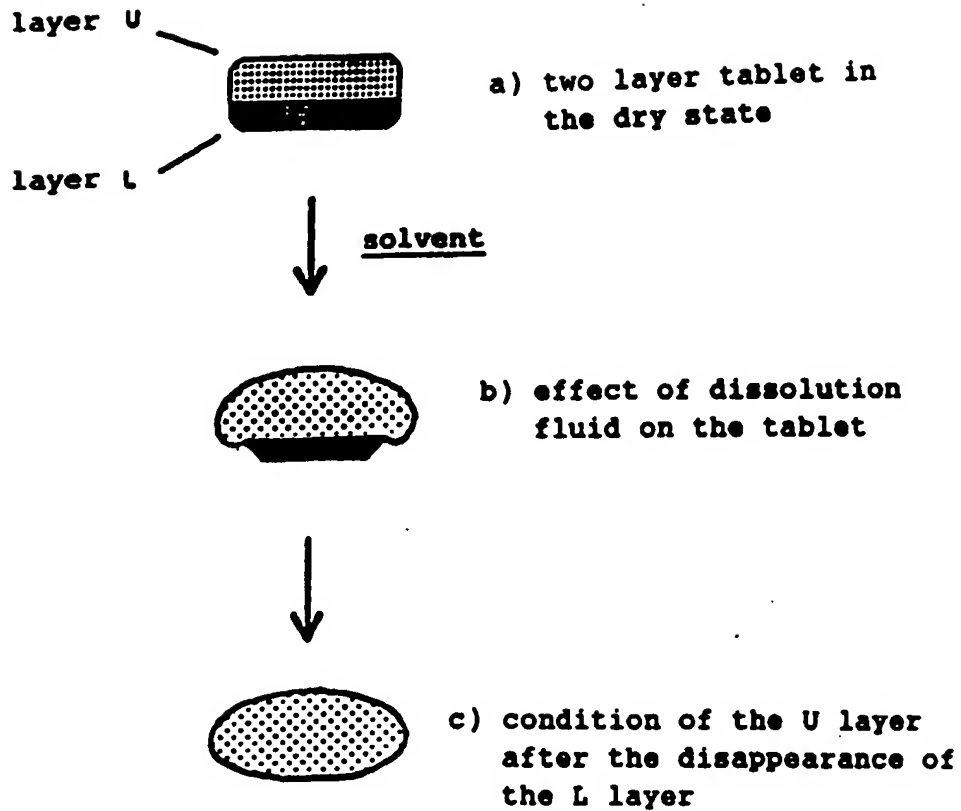 layer U
a) two layer tablet in
the dry state
layer L
solvent
b) effect of dissolution
fluid on the tablet
c) condition of the U layer
after the disappearance of
the L layer